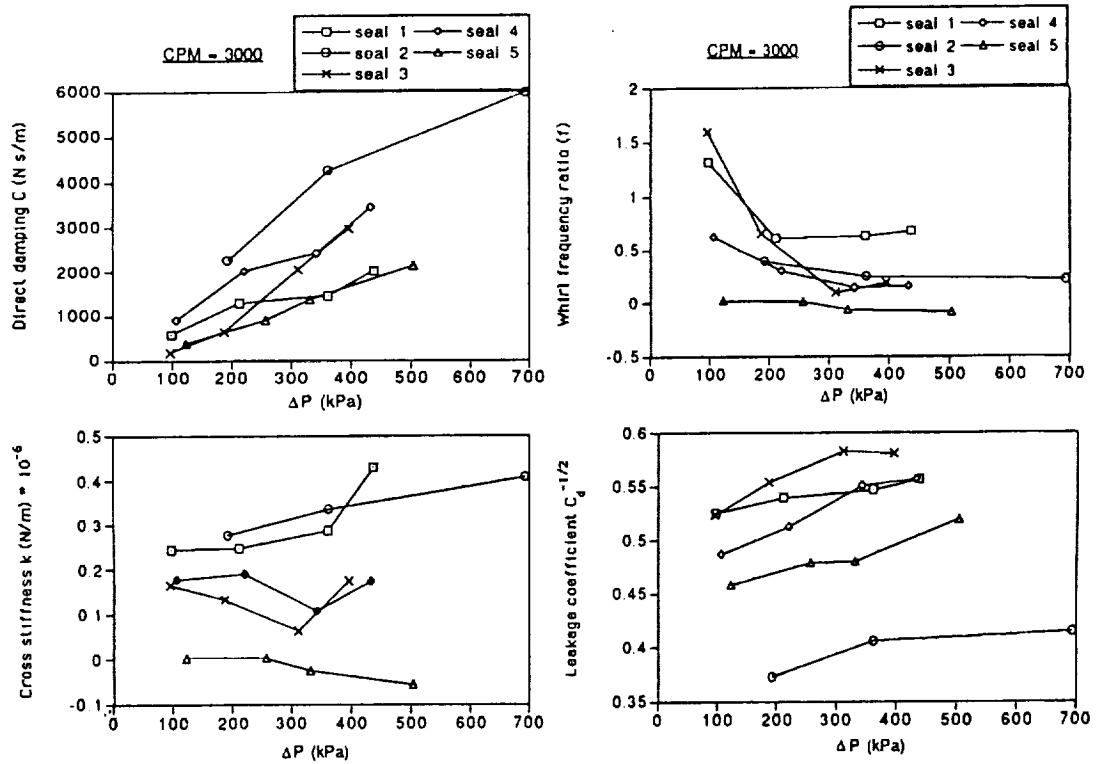 CPM = 3000
seal 1
seal 4
soal 2
seal 5
seal 3
6000
5000
4000
3000
2000
1000
0
Direct damping C (N s/m)
0 100 200 300 400 500 600 700
ΔP (kPa)
CPM = 3000
seal 1
seal 4
seal 2
seal 5
seal 3
2
1.5
1
0.5
0
-0.5
Whirl frequency ratio (f)
0 100 200 300 400 500 600 700
ΔP (kPa)
0.5
0.4
0.3
0.2
0.1
0
-0.1
Cross stiffness k (N/m) * 10^-6
0 100 200 300 400 500 600 700
ΔP (kPa)
0.6
0.55
0.5
0.45
0.4
0.35
Leakage coefficient C_d^-1/2
0 100 200 300 400 500 600 700
ΔP (kPa)